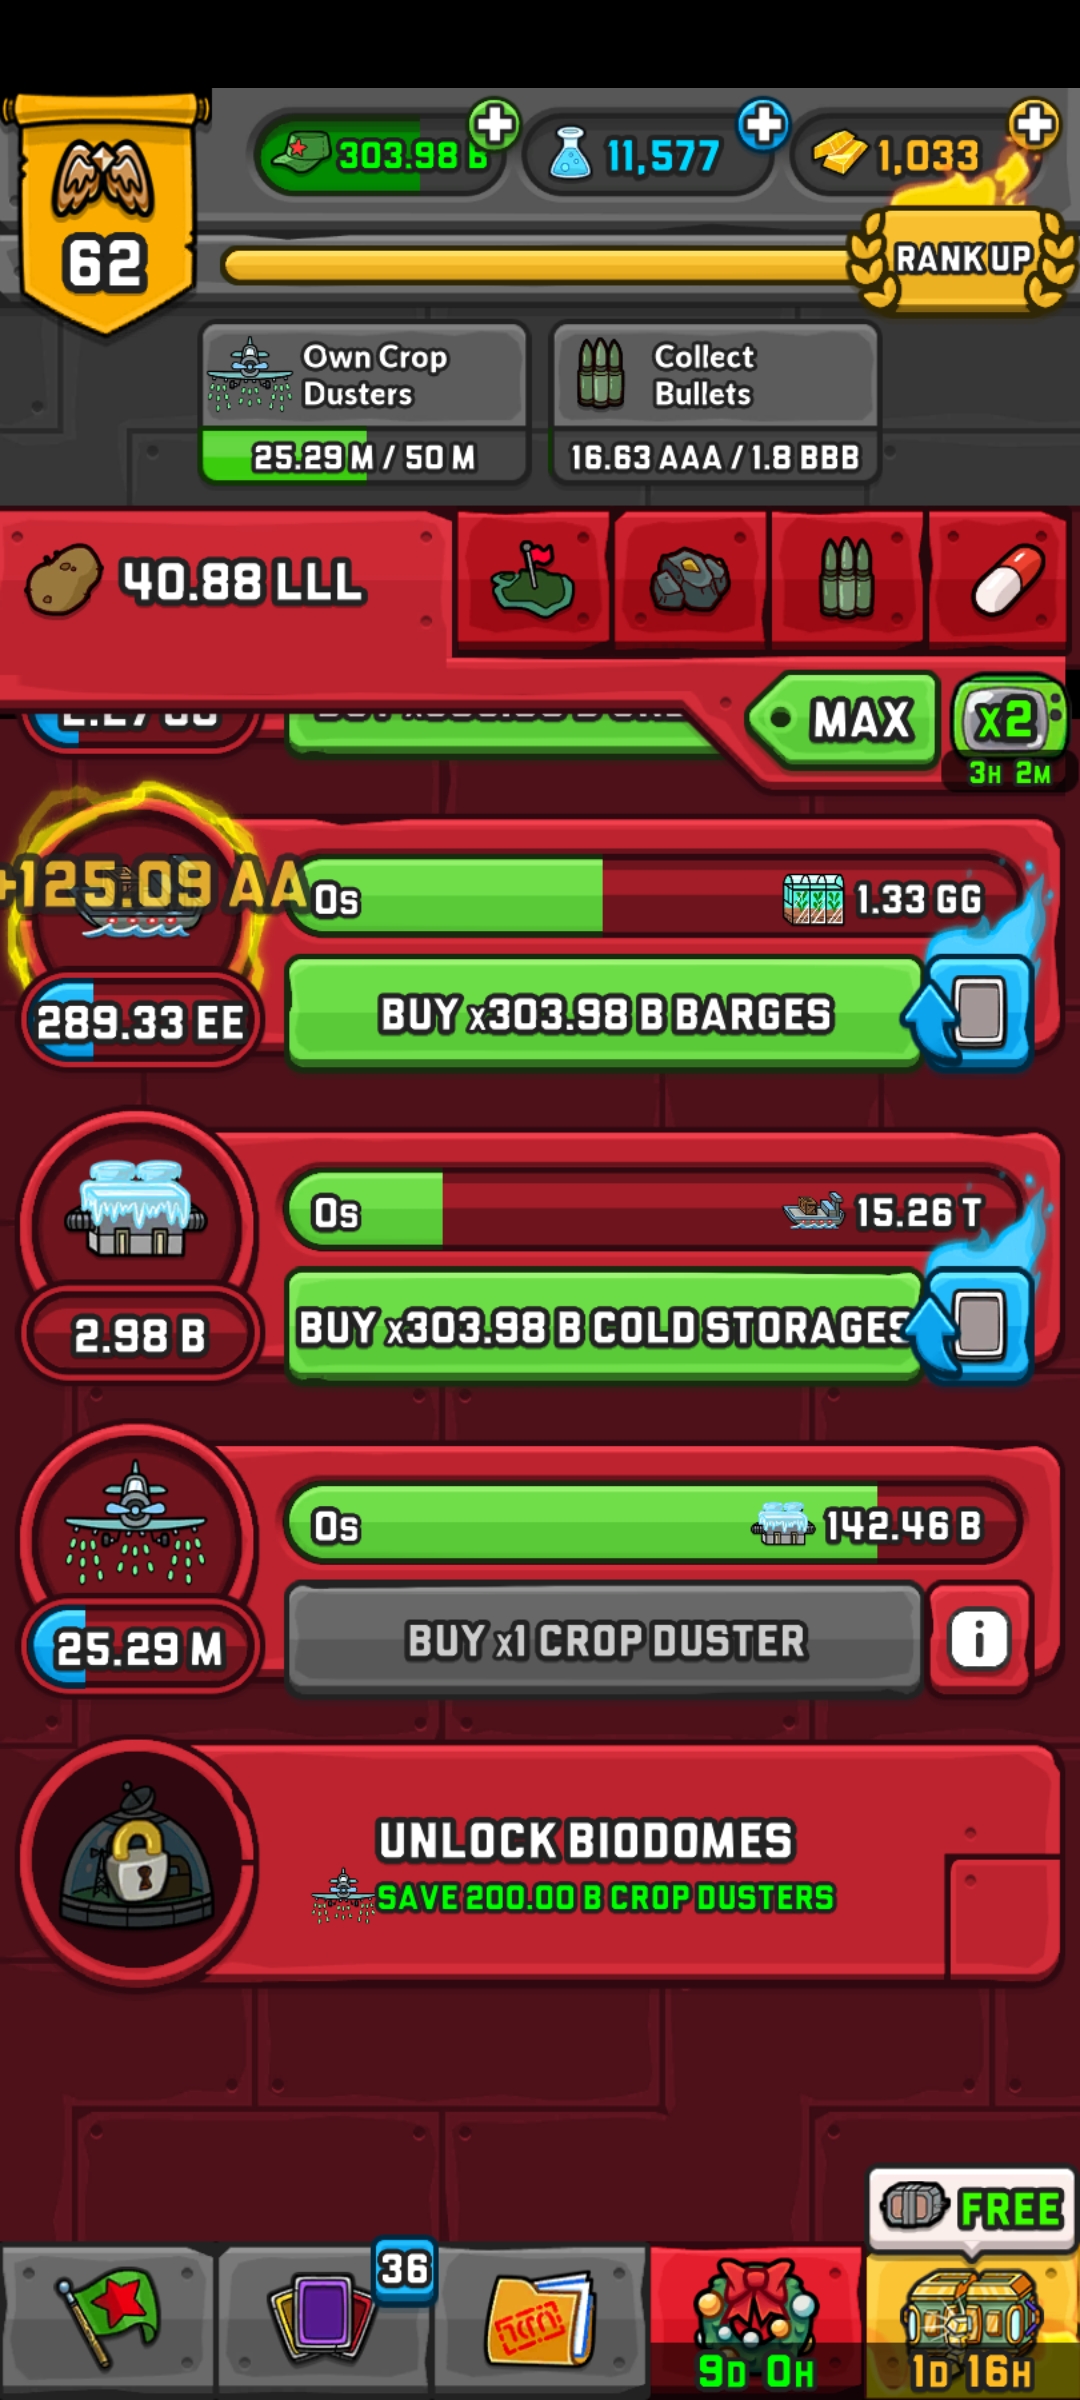 303.98 B
11,577
1,033
62
RANK UP
Own Crop
Dusters
25.29 M / 50 M
Collect
Bullets
16.63 AAA / 1.8 BBB
40.88 LLL
MAX
x2
3H 2M
+125.09 AA
0s
1.33 GG
289.33 EE
BUY x303.98 B BARGES
0s
15.26 T
2.98 B
BUY x303.98 B COLD STORAGES
0s
142.46 B
25.29 M
BUY x1 CROP DUSTER
i
UNLOCK BIODOMES
SAVE 200.00 B CROP DUSTERS
FREE
36
9D 0H
1D 16H